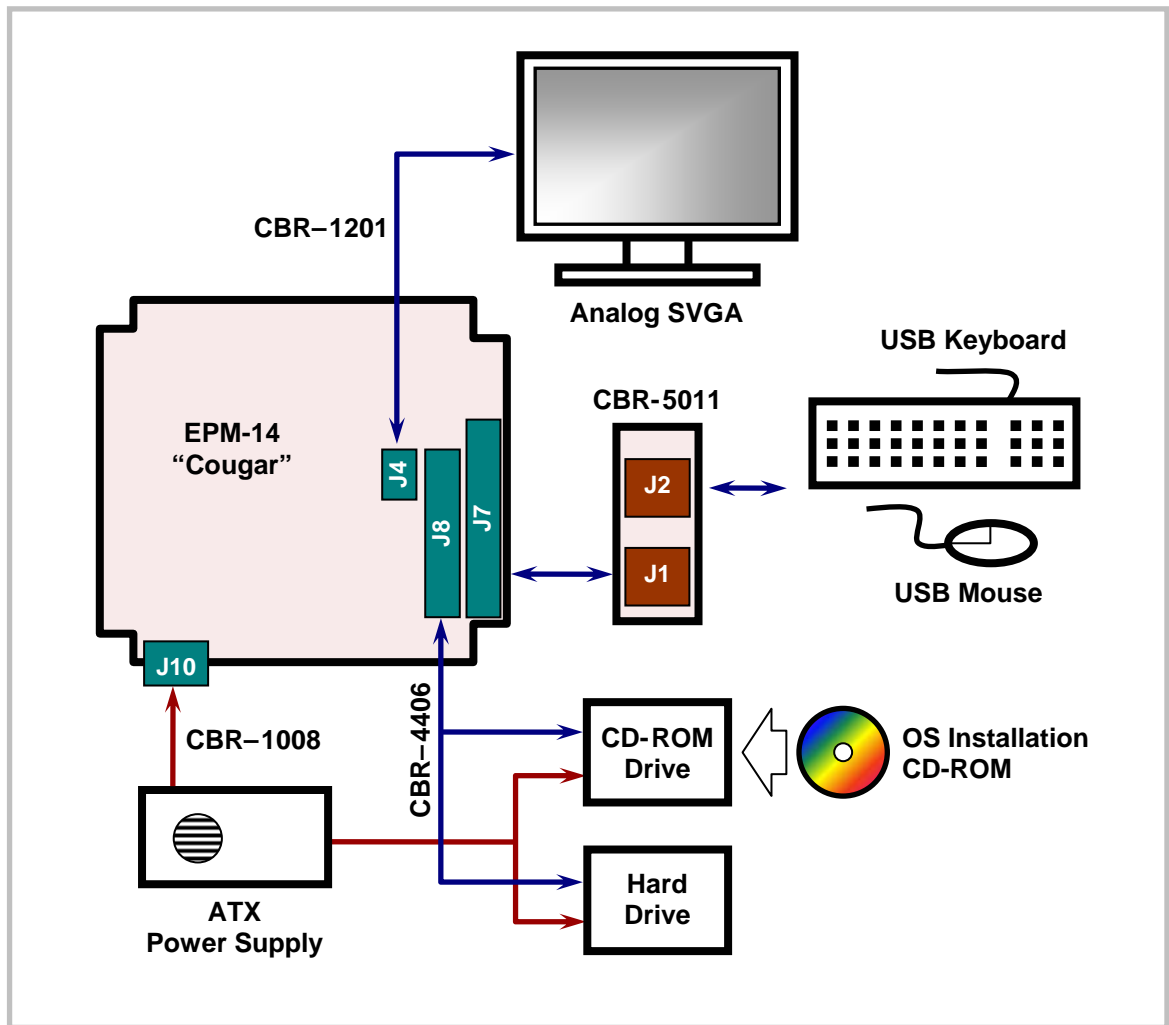 CBR–1201
Analog SVGA
USB Keyboard
CBR-5011
EPM-14
“Cougar”
J4
J8
J7
J2
J1
USB Mouse
J10
CBR–1008
CBR–4406
CD-ROM
Drive
OS Installation
CD-ROM
Hard
Drive
ATX
Power Supply